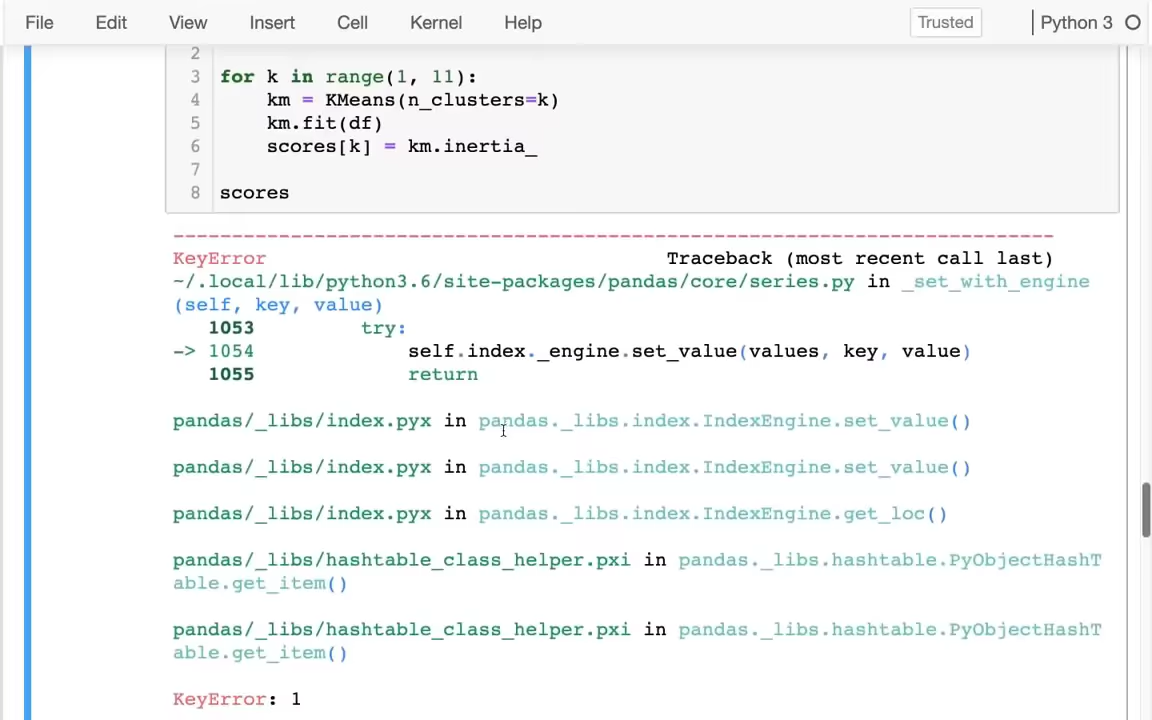 File Edit View Insert Cell Kernel Help Trusted Python 3
2
3 for k in range(1, 11):
4     km = KMeans(n_clusters=k)
5     km.fit(df)
6     scores[k] = km.inertia_
7
8 scores
---------------------------------------------------------------------------
KeyError                                  Traceback (most recent call last)
~/.local/lib/python3.6/site-packages/pandas/core/series.py in _set_with_engine
(self, key, value)
   1053         try:
-> 1054             self.index._engine.set_value(values, key, value)
   1055             return
pandas/_libs/index.pyx in pandas._libs.index.IndexEngine.set_value()
pandas/_libs/index.pyx in pandas._libs.index.IndexEngine.set_value()
pandas/_libs/index.pyx in pandas._libs.index.IndexEngine.get_loc()
pandas/_libs/hashtable_class_helper.pxi in pandas._libs.hashtable.PyObjectHashT
able.get_item()
pandas/_libs/hashtable_class_helper.pxi in pandas._libs.hashtable.PyObjectHashT
able.get_item()
KeyError: 1